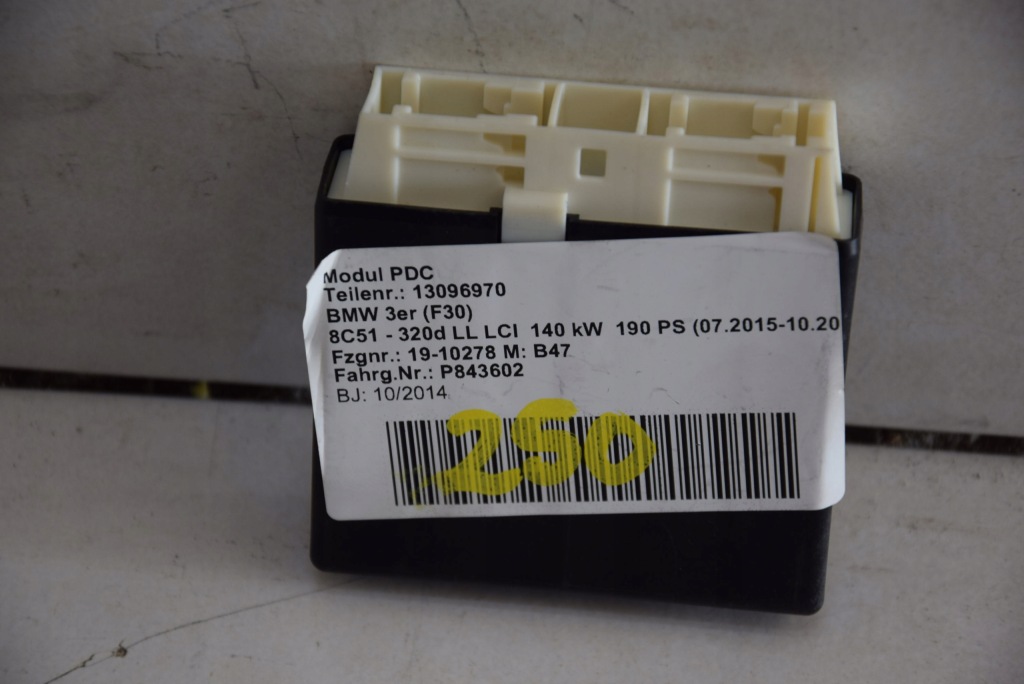 Modul PDC
Teilenr.: 13096970
BMW 3er (F30)
8C51 - 320d LL LCI 140 kW 190 PS (07.2015-10.20
Fzgnr.: 19-10278 M: B47
Fahrg.Nr.: P843602
BJ: 10/2014
250